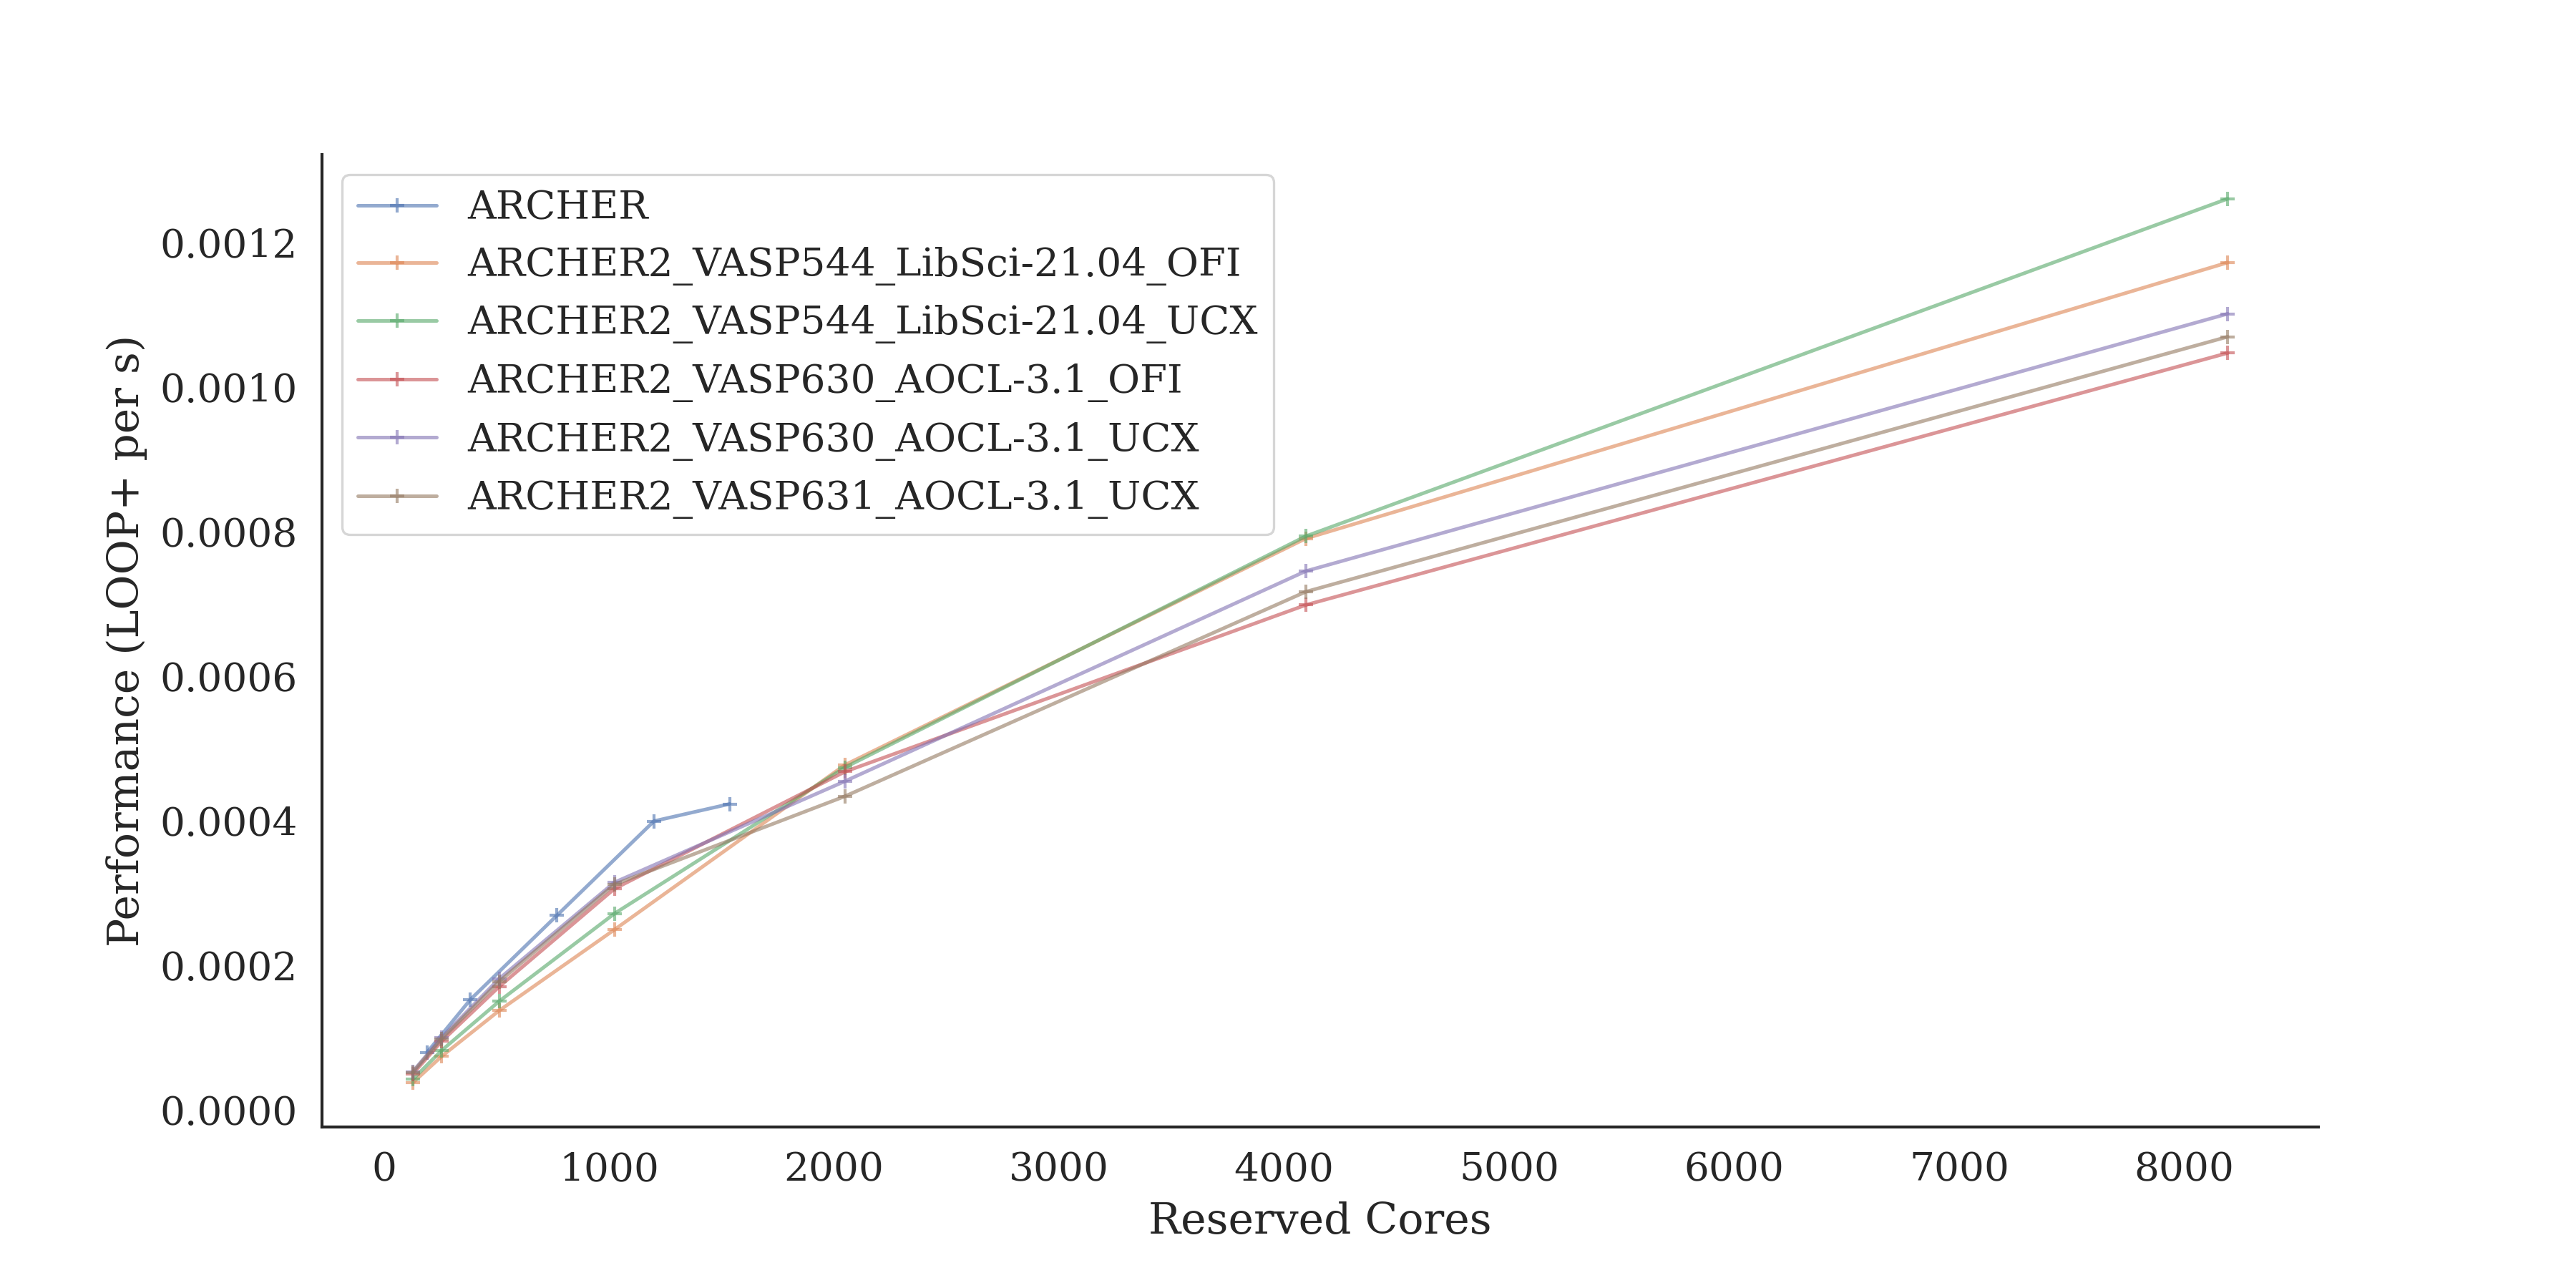 ARCHER
ARCHER2_VASP544_LibSci-21.04_OFI
ARCHER2_VASP544_LibSci-21.04_UCX
ARCHER2_VASP630_AOCL-3.1_OFI
ARCHER2_VASP630_AOCL-3.1_UCX
ARCHER2_VASP631_AOCL-3.1_UCX
Performance (LOOP+ per s)
0.0012
0.0010
0.0008
0.0006
0.0004
0.0002
0.0000
0 1000 2000 3000 4000 5000 6000 7000 8000
Reserved Cores